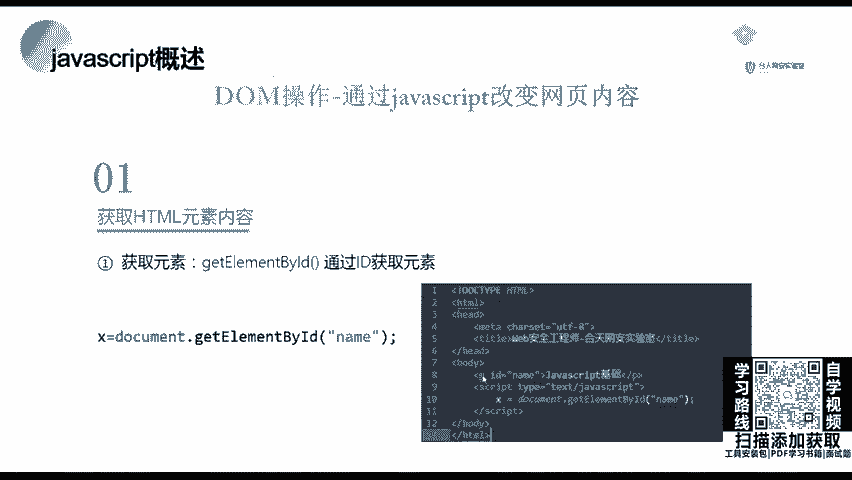 javascript概述
合天网安实验室
DOM操作-通过javascript改变网页内容
01
获取HTML元素内容
① 获取元素：getElementById() 通过ID获取元素
x=document.getElementById("name");
1 <!DOCTYPE HTML>
2 <html>
3 <head>
4 <meta charset="utf-8">
5 <title>Web安全工程师-合天网安实验室</title>
6 </head>
7 <body>
8 <p id="name">Javascript基础</p>
9 <script type="text/javascript">
10 x = document.getElementById("name");
11 </script>
12 </body>
</html>
学习路线
自学视频
扫描添加获取
工具安装包|PDF学习书籍|面试题